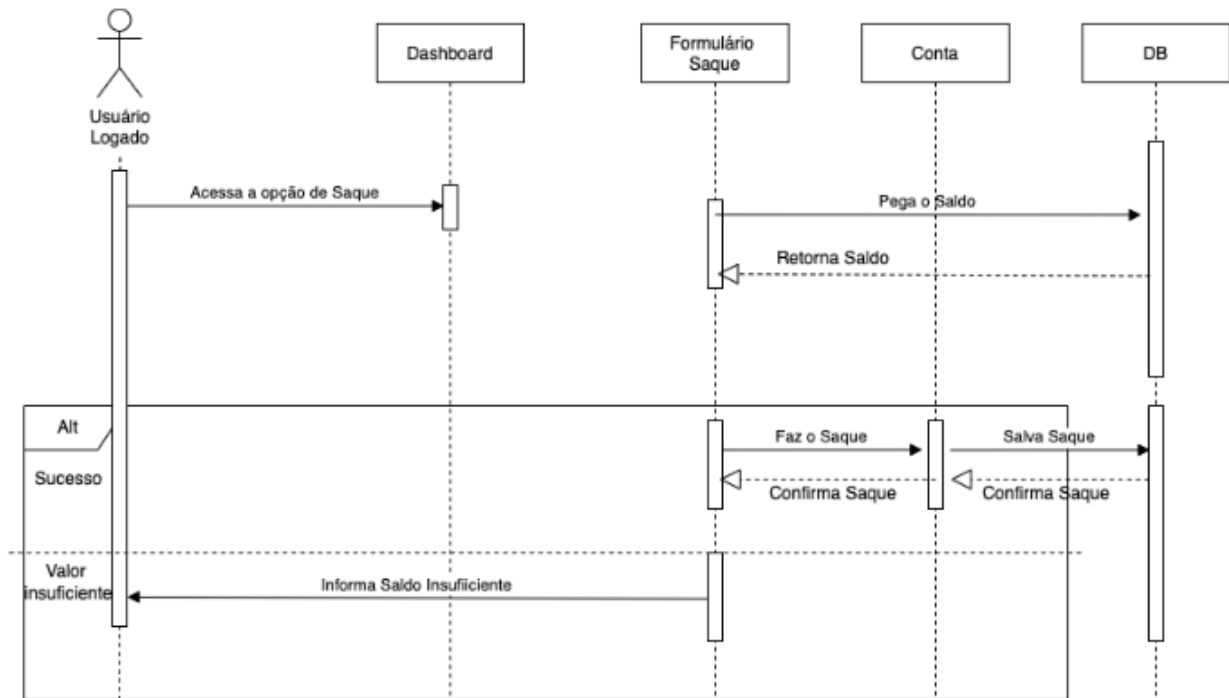 Usuário
Logado
Dashboard
Formulário
Saque
Conta
DB
Acessa a opção de Saque
Pega o Saldo
Retorna Saldo
Alt
Sucesso
Faz o Saque
Salva Saque
Confirma Saque
Confirma Saque
Valor
insuficiente
Informa Saldo Insufiiciente